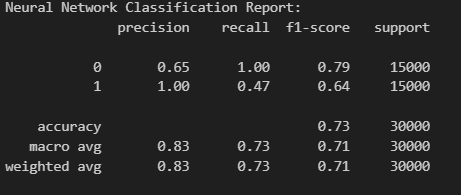 Neural Network Classification Report:
precision recall f1-score support
0 0.65 1.00 0.79 15000
1 1.00 0.47 0.64 15000
accuracy 0.73 30000
macro avg 0.83 0.73 0.71 30000
weighted avg 0.83 0.73 0.71 30000